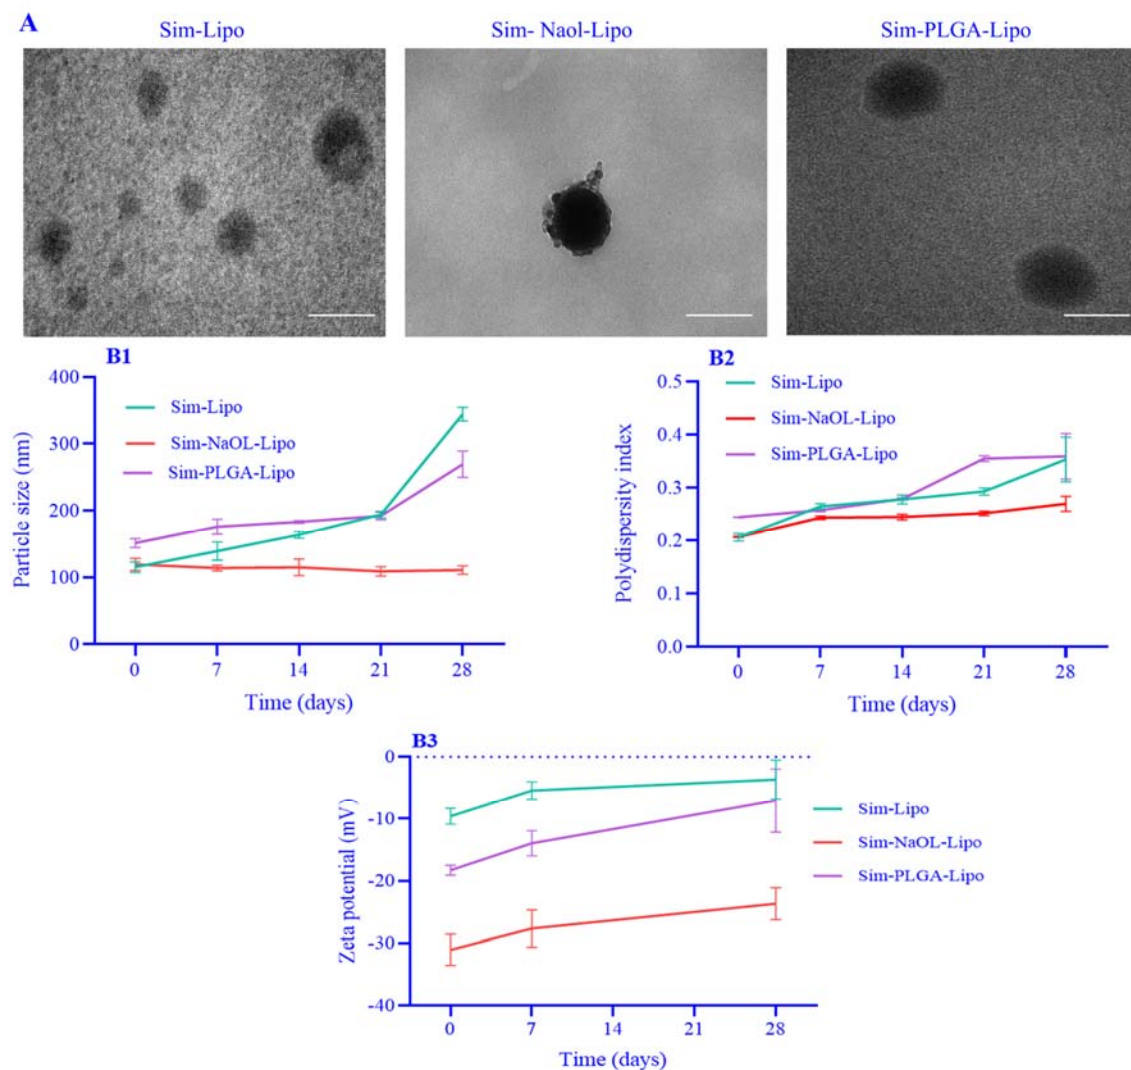 A
Sim-Lipo
Sim- Naol-Lipo
Sim-PLGA-Lipo
B1
400
300
200
100
0
Particle size (nm)
Sim-Lipo
Sim-NaOL-Lipo
Sim-PLGA-Lipo
0 7 14 21 28
Time (days)
B2
0.5
0.4
0.3
0.2
0.1
0.0
Polydispersity index
Sim-Lipo
Sim-NaOL-Lipo
Sim-PLGA-Lipo
0 7 14 21 28
Time (days)
B3
0
-10
-20
-30
-40
Zeta potential (mV)
Sim-Lipo
Sim-NaOL-Lipo
Sim-PLGA-Lipo
0 7 14 21 28
Time (days)